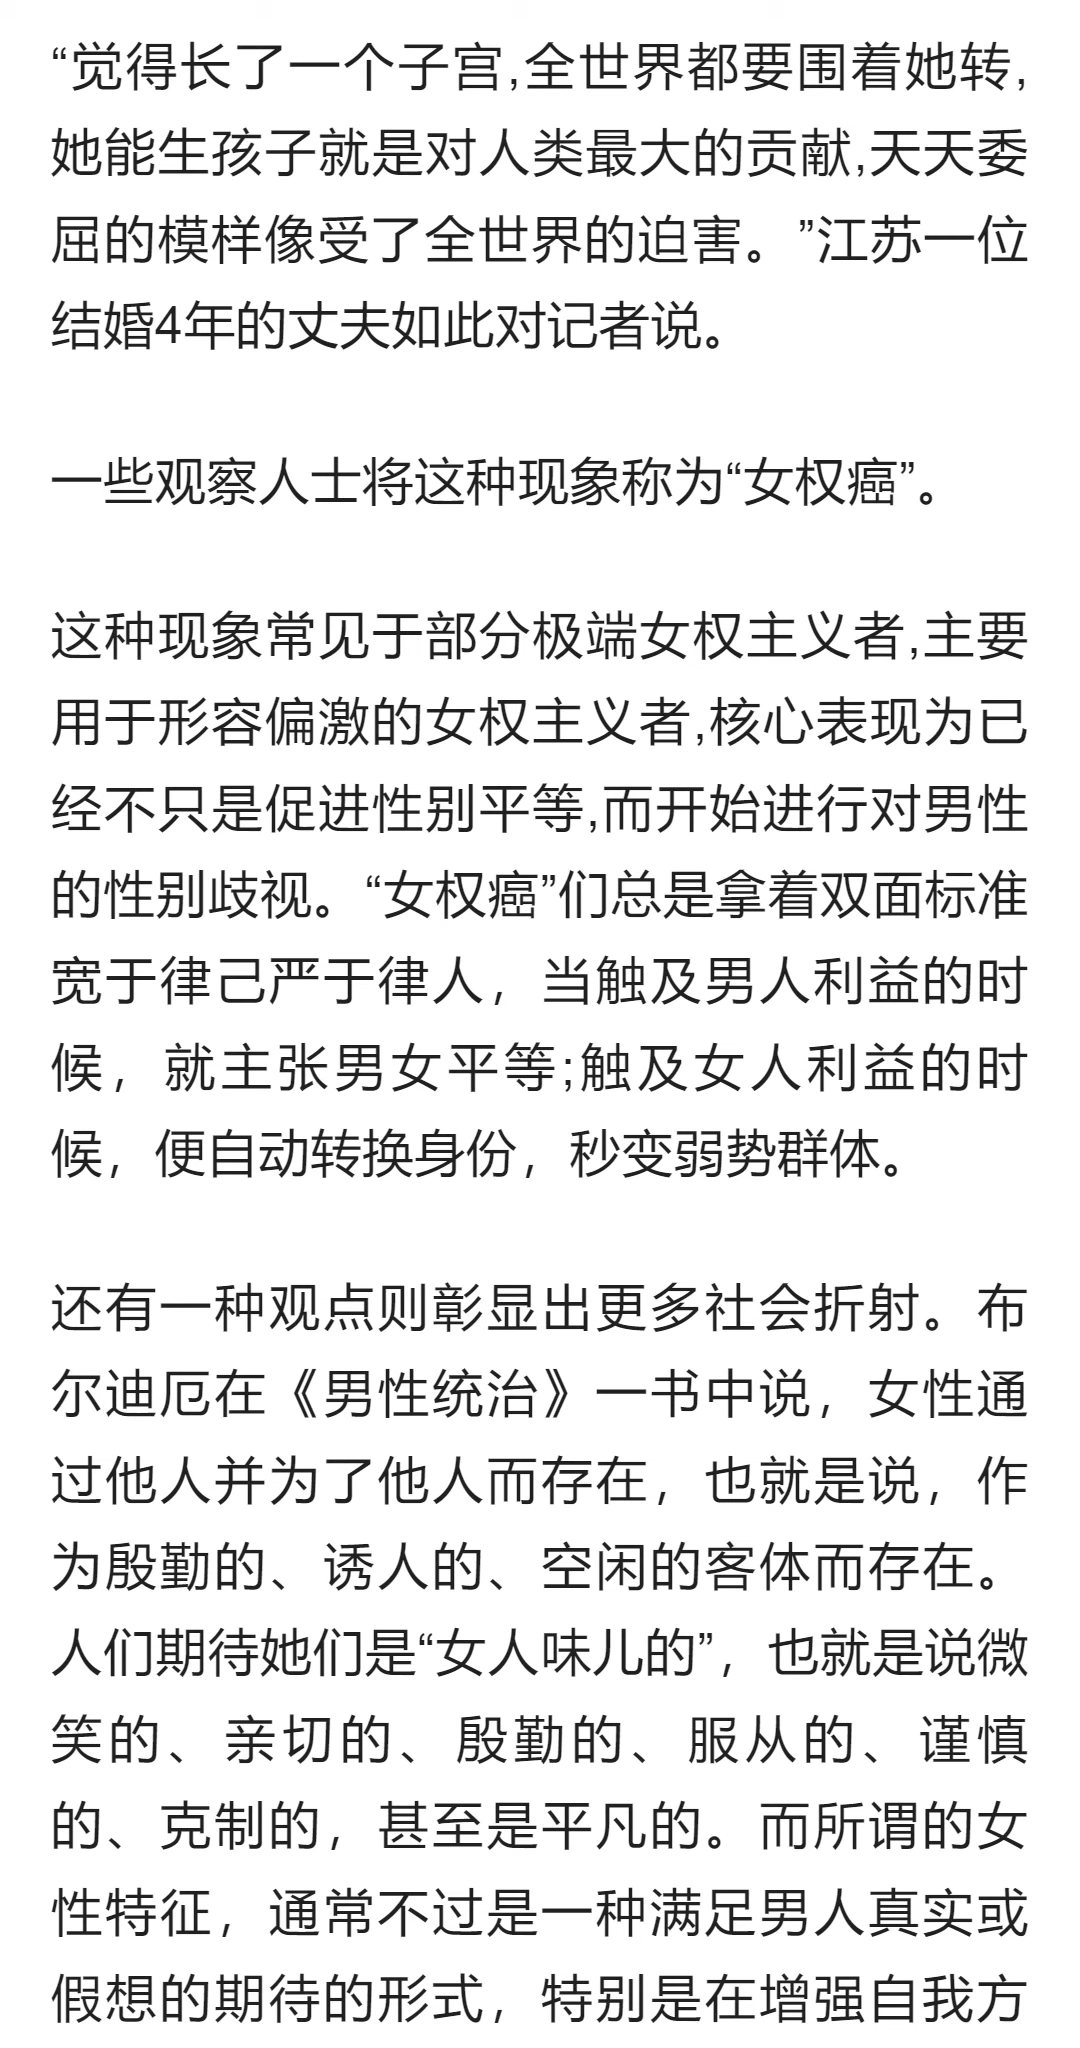 “觉得长了一个子宫,全世界都要围着她转,
她能生孩子就是对人类最大的贡献,天天委
屈的模样像受了全世界的迫害。”江苏一位
结婚4年的丈夫如此对记者说。
一些观察人士将这种现象称为“女权癌”。
这种现象常见于部分极端女权主义者,主要
用于形容偏激的女权主义者,核心表现为已
经不只是促进性别平等,而开始进行对男性
的性别歧视。“女权癌”们总是拿着双面标准
宽于律己严于律人，当触及男人利益的时
候，就主张男女平等;触及女人利益的时
候，便自动转换身份，秒变弱势群体。
还有一种观点则彰显出更多社会折射。布
尔迪厄在《男性统治》一书中说，女性通
过他人并为了他人而存在，也就是说，作
为殷勤的、诱人的、空闲的客体而存在。
人们期待她们是“女人味儿的”，也就是说微
笑的、亲切的、殷勤的、服从的、谨慎
的、克制的，甚至是平凡的。而所谓的女
性特征，通常不过是一种满足男人真实或
假想的期待的形式，特别是在增强自我方